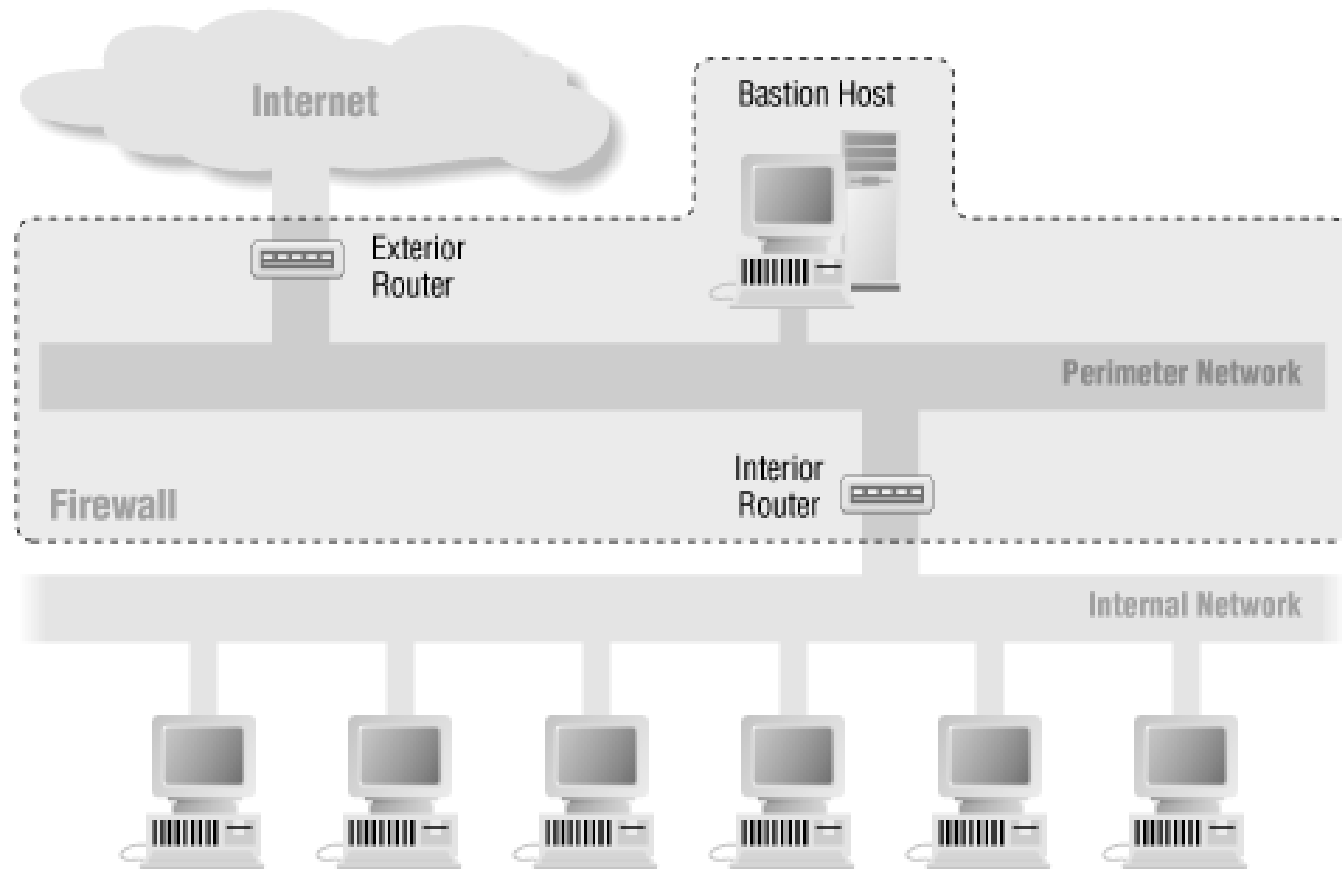 Internet
Bastion Host
Exterior
Router
Perimeter Network
Interior
Router
Firewall
Internal Network